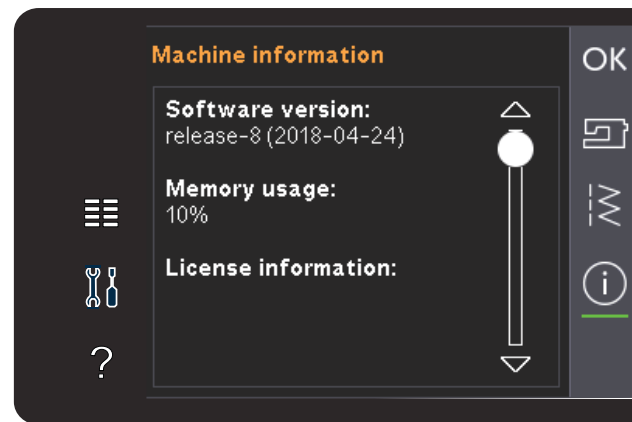 Machine information
OK
Software version:
release-8 (2018-04-24)
Memory usage:
10%
License information:
i
?